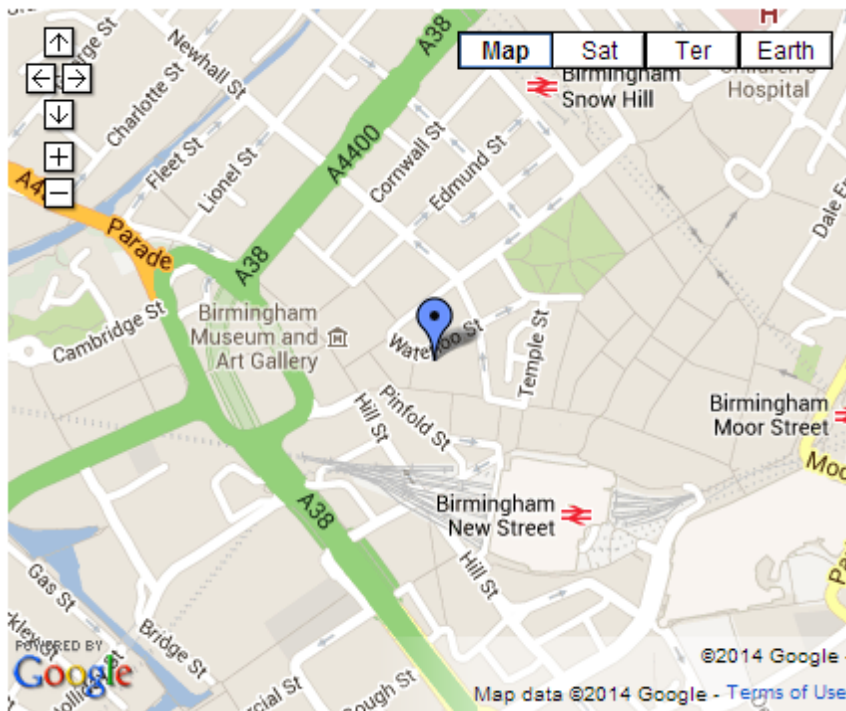 H
Map
Sat
Ter
Earth
A38
Newhall St
Charlotte St
Birmingham
Snow Hill
Children's
Hospital
Fleet St
Lionel St
A4400
Cornwall St
Edmund St
Parade
A38
Dale En
Cambridge St
Birmingham
Museum and
Art Gallery
Waterloo St
Temple St
Pinfold St
Hill St
Birmingham
Moor Street
Birmingham
New Street
A38
Hill St
Gas St
Bridge St
POWERED BY
Google
©2014 Google -
Map data ©2014 Google - Terms of Use